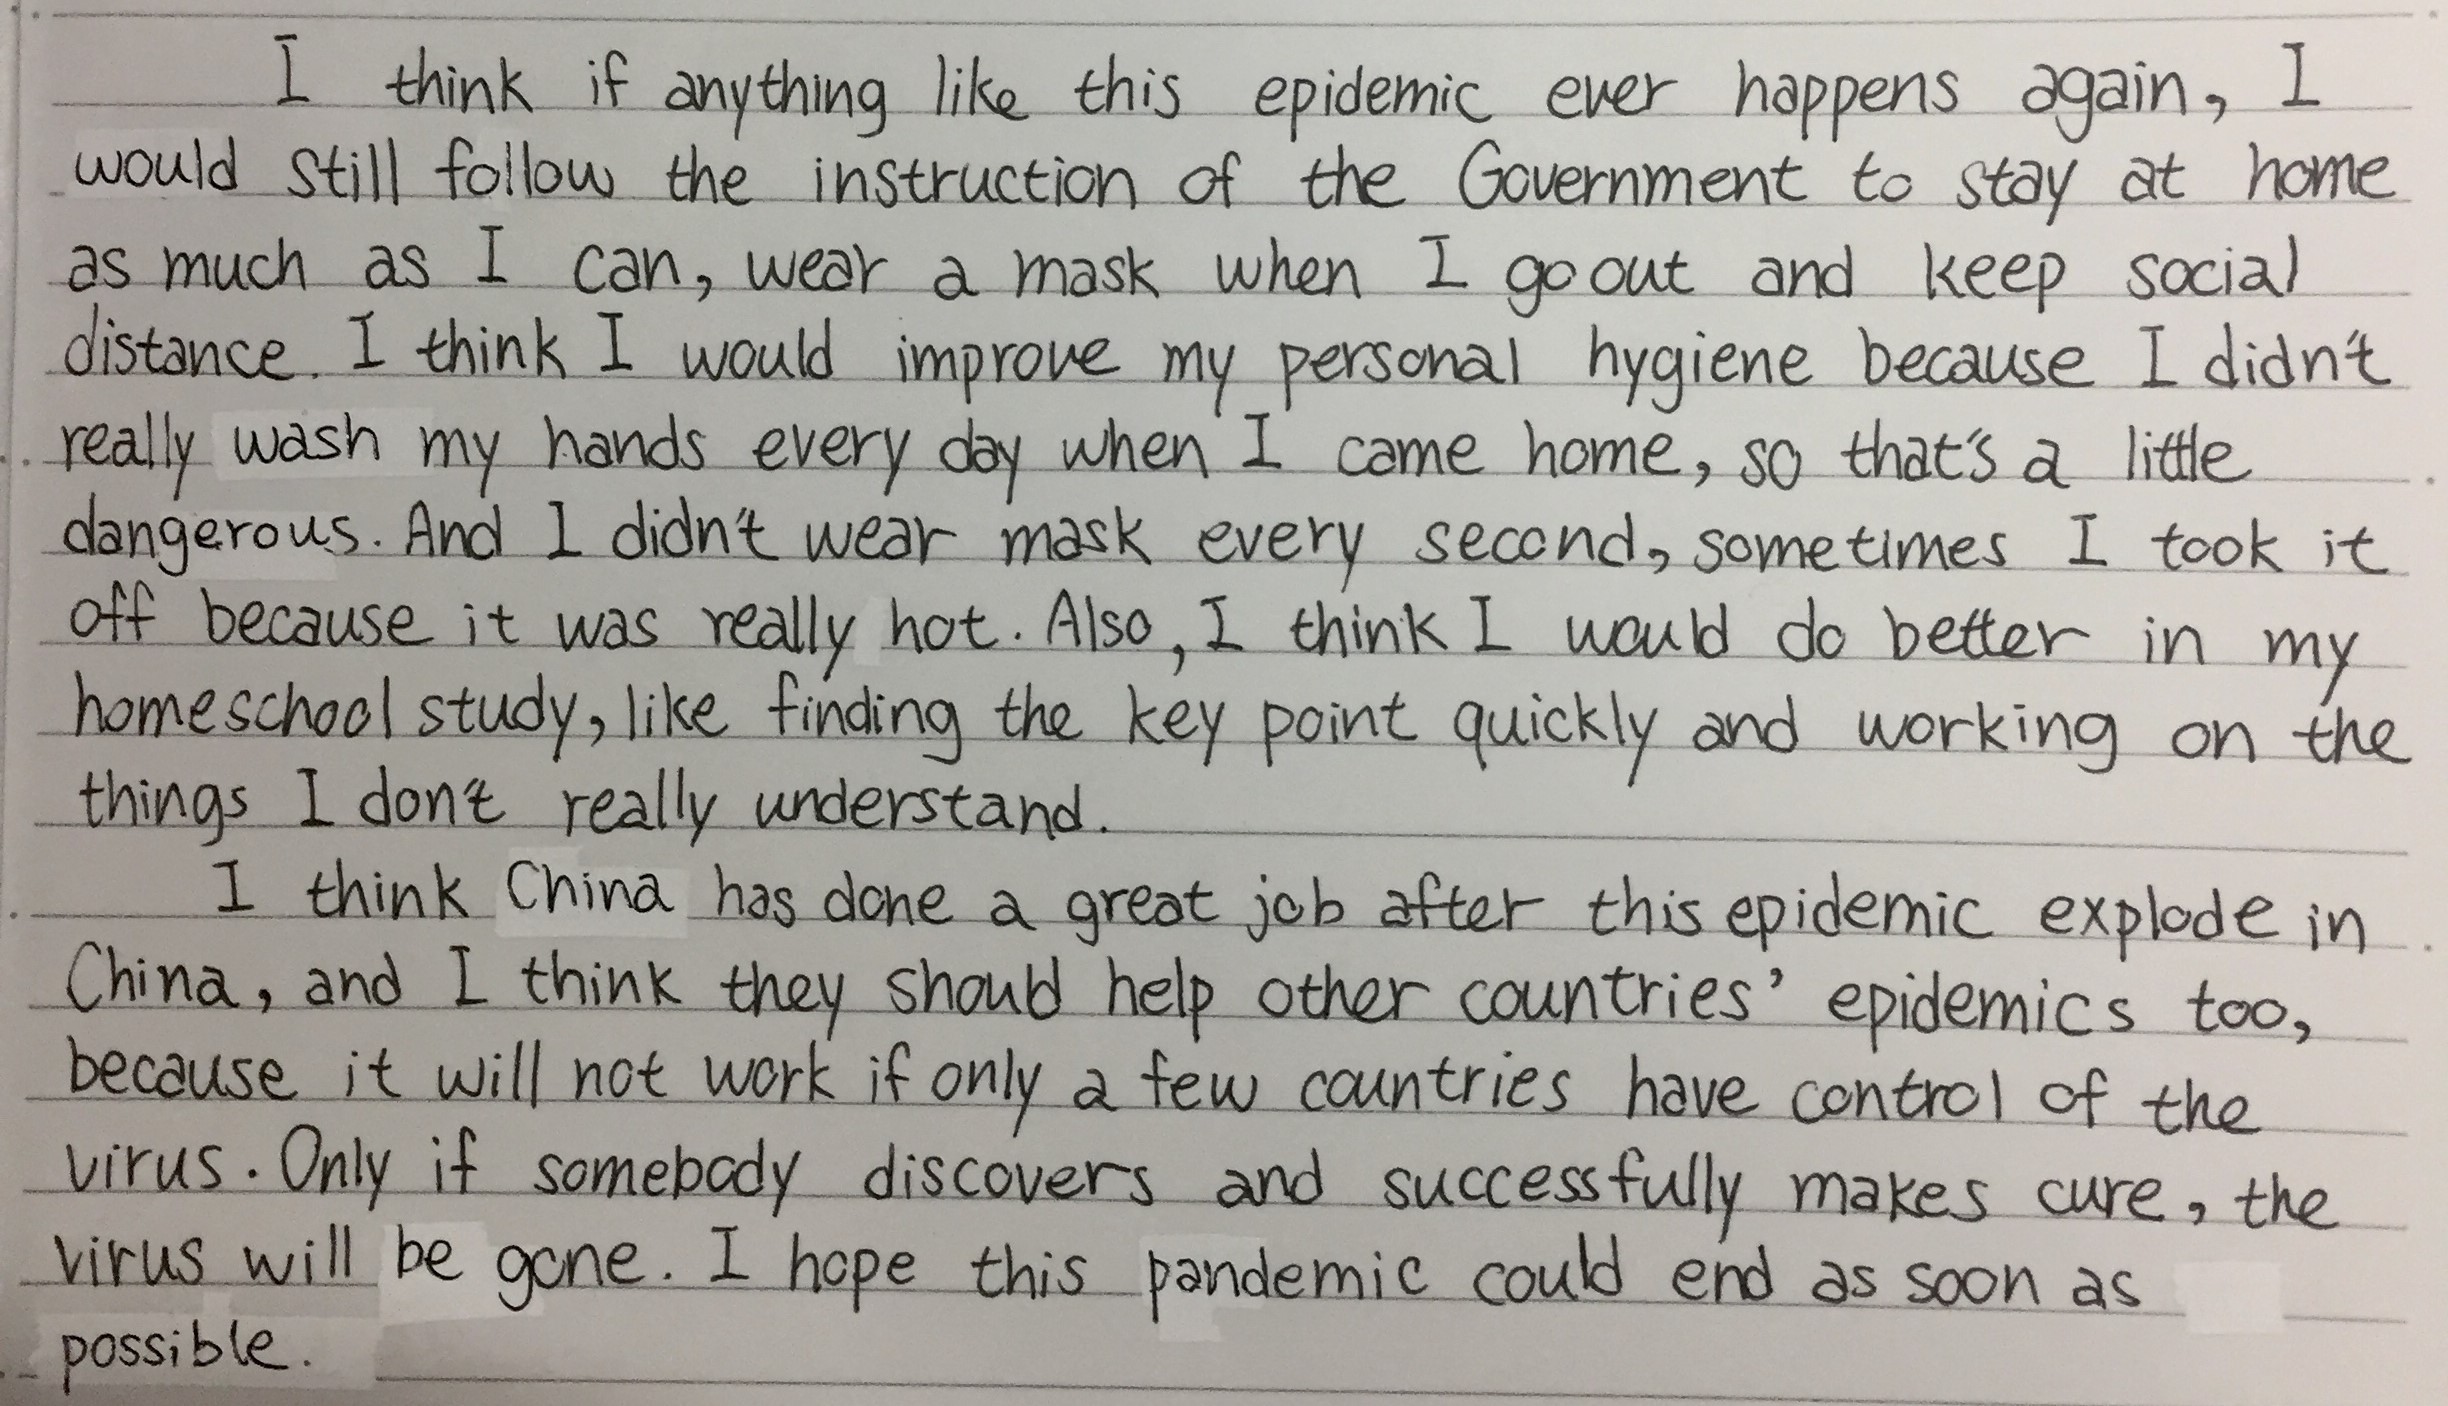 I think if anything like this epidemic ever happens again, I
would still follow the instruction of the Government to stay at home
as much as I can, wear a mask when I go out and keep social
distance. I think I would improve my personal hygiene because I didn't
really wash my hands every day when I came home, so that's a little
dangerous. And I didn't wear mask every second, sometimes I took it
off because it was really hot. Also, I think I would do better in my
homeschool study, like finding the key point quickly and working on the
things I don't really understand.
I think China has done a great job after this epidemic explode in
China, and I think they should help other countries' epidemics too,
because it will not work if only a few countries have control of the
virus. Only if somebody discovers and successfully makes cure, the
virus will be gone. I hope this pandemic could end as soon as
possible.